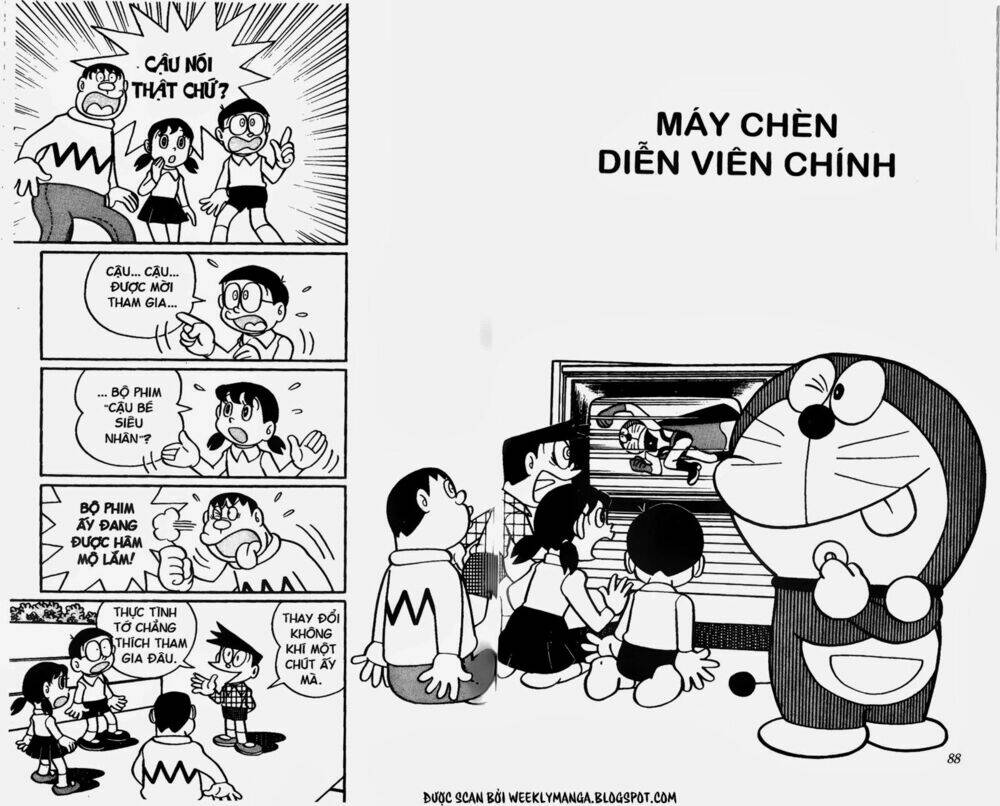 MÁY CHÈN
DIỄN VIÊN CHÍNH
88
CẬU NÓI
THẬT CHỨ?
CẬU... CẬU...
ĐƯỢC MỜI
THAM GIA...
... BỘ PHIM
"CẬU BÉ
SIÊU
NHÂN"?
BỘ PHIM
ẤY ĐANG
ĐƯỢC HÂM
MỘ LẮM!
THỰC TÌNH
TỚ CHẲNG
THÍCH THAM
GIA ĐÂU.
THAY ĐỔI
KHÔNG
KHÍ MỘT
CHÚT ẤY
MÀ.
ĐƯỢC SCAN BỞI WEEKLYMANGA.BLOGSPOT.COM